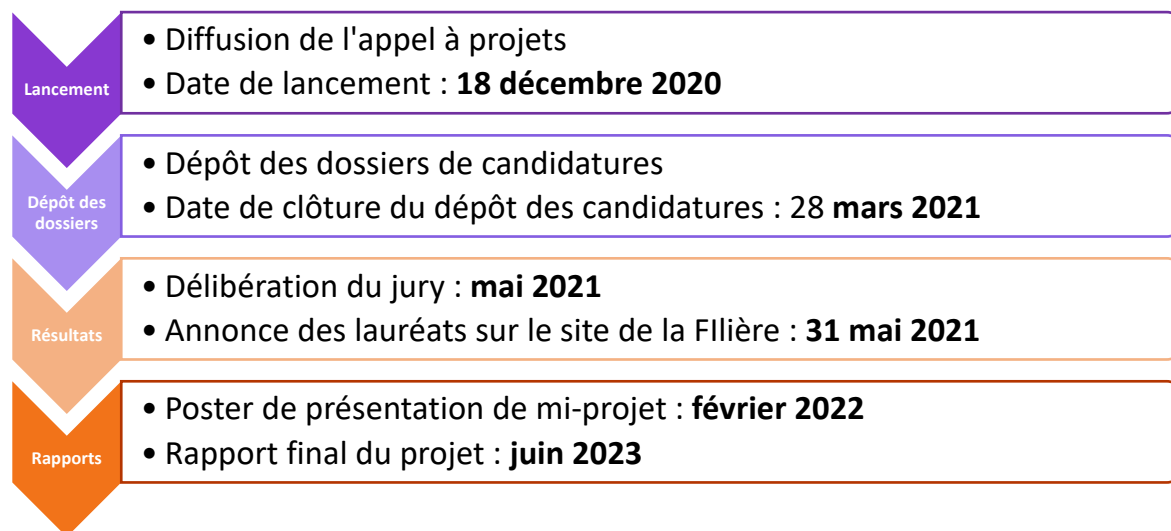 Lancement
• Diffusion de l'appel à projets
• Date de lancement : 18 décembre 2020
Dépôt des
dossiers
• Dépôt des dossiers de candidatures
• Date de clôture du dépôt des candidatures : 28 mars 2021
Résultats
• Délibération du jury : mai 2021
• Annonce des lauréats sur le site de la FIlière : 31 mai 2021
Rapports
• Poster de présentation de mi-projet : février 2022
• Rapport final du projet : juin 2023